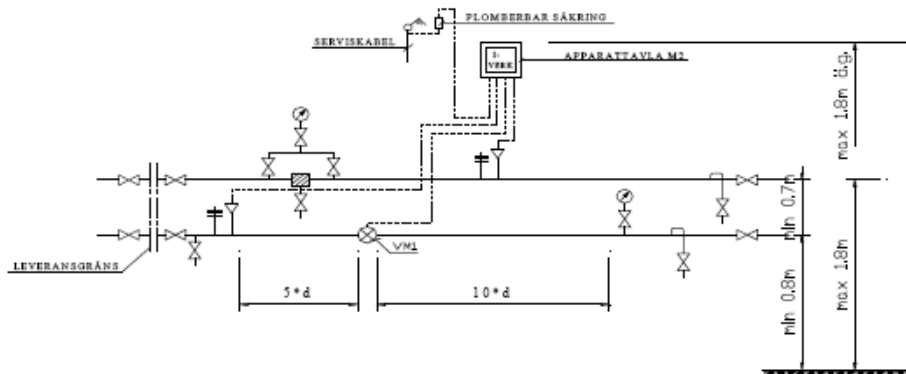 PLOMBERBAR SÄKRING
SERVISKABEL
I-
VERK
APPARATTAVLA M2
max 1.8m ö.g.
min 0.7m
VM1
LEVERANSGRÄNS
5*d
10*d
min 0.8m
max 1.8m